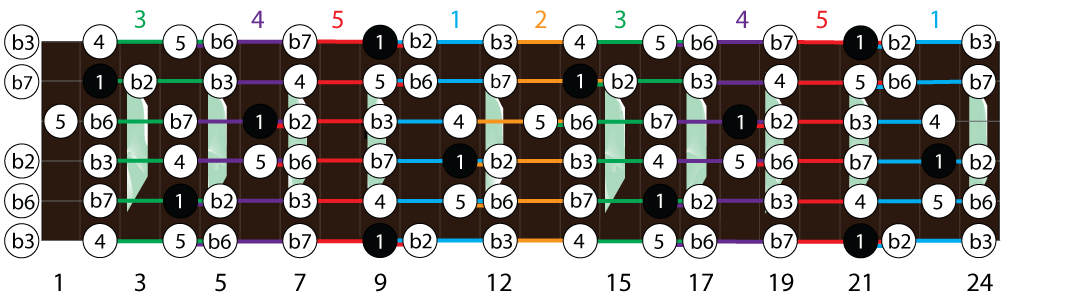 3 4 5 1 2 3 4 5 1
b3 4 5 b6 b7 1 b2 b3 4 5 b6 b7 1 b2 b3
b7 1 b2 b3 4 5 b6 b7 1 b2 b3 4 5 b6 b7
5 b6 b7 1 b2 b3 4 5 b6 b7 1 b2 b3 4
b2 b3 4 5 b6 b7 1 b2 b3 4 5 b6 b7 1 b2
b6 b7 1 b2 b3 4 5 b6 b7 1 b2 b3 4 5 b6
b3 4 5 b6 b7 1 b2 b3 4 5 b6 b7 1 b2 b3
1 3 5 7 9 12 15 17 19 21 24